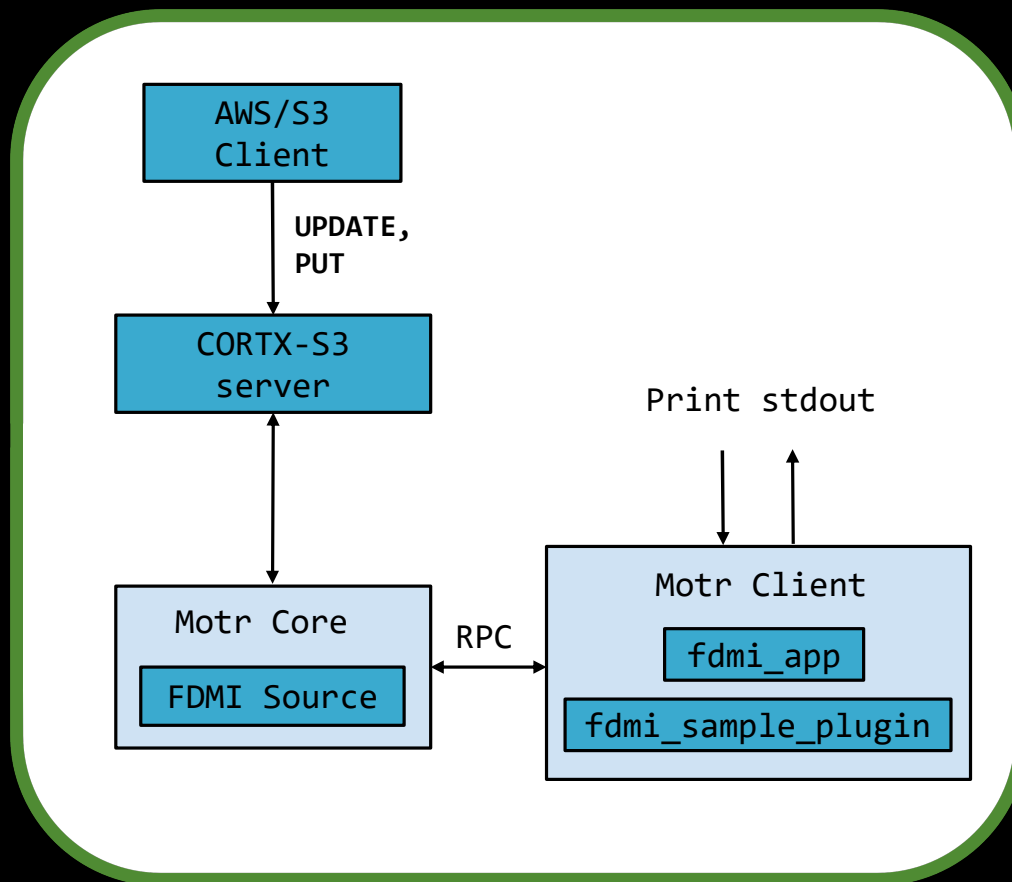 AWS/S3
Client
UPDATE,
PUT
CORTX-S3
server
Print stdout
Motr Core
FDMI Source
RPC
Motr Client
fdmi_app
fdmi_sample_plugin